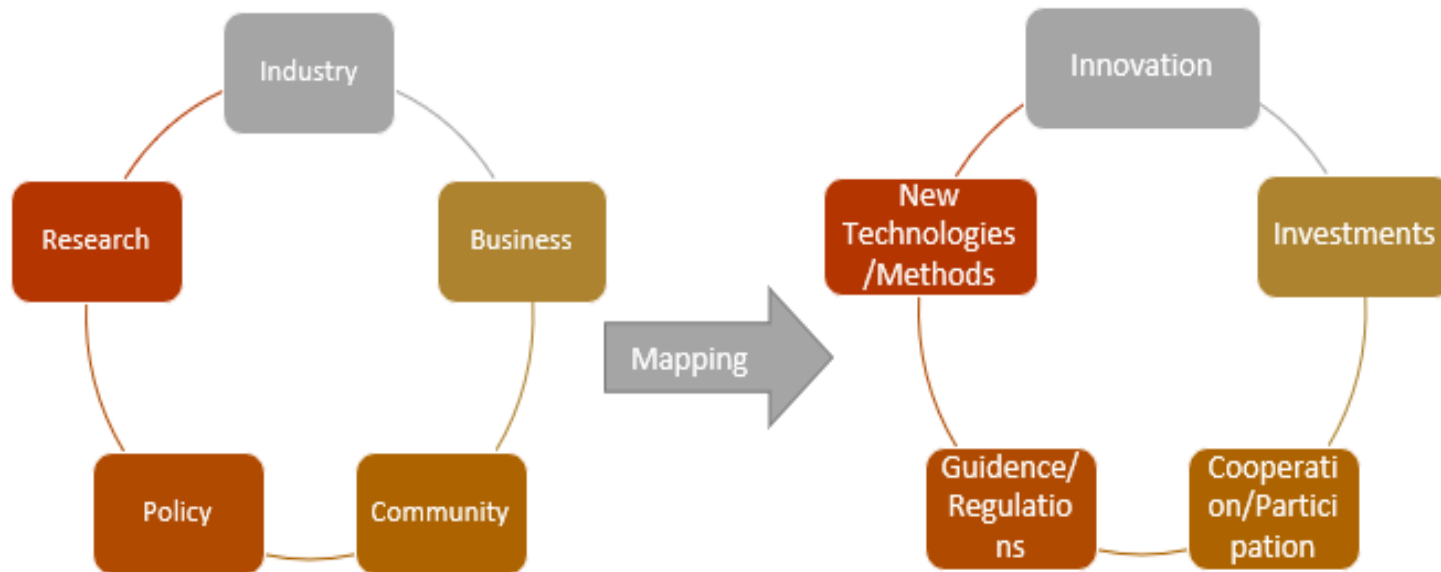 Industry
Business
Community
Policy
Research
Mapping
Innovation
Investments
Cooperati
on/Partici
pation
Guidence/
Regulatio
ns
New
Technologies
/Methods